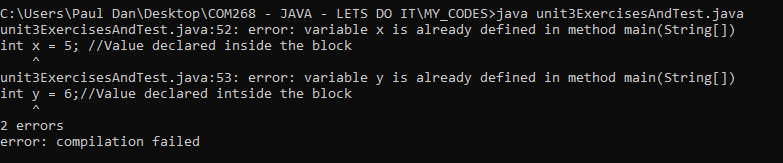 C:\Users\Paul Dan\Desktop\COM268 - JAVA - LETS DO IT\MY_CODES>java unit3ExercisesAndTest.java
unit3ExercisesAndTest.java:52: error: variable x is already defined in method main(String[])
int x = 5; //Value declared inside the block
    ^
unit3ExercisesAndTest.java:53: error: variable y is already defined in method main(String[])
int y = 6;//Value declared intside the block
    ^
2 errors
error: compilation failed